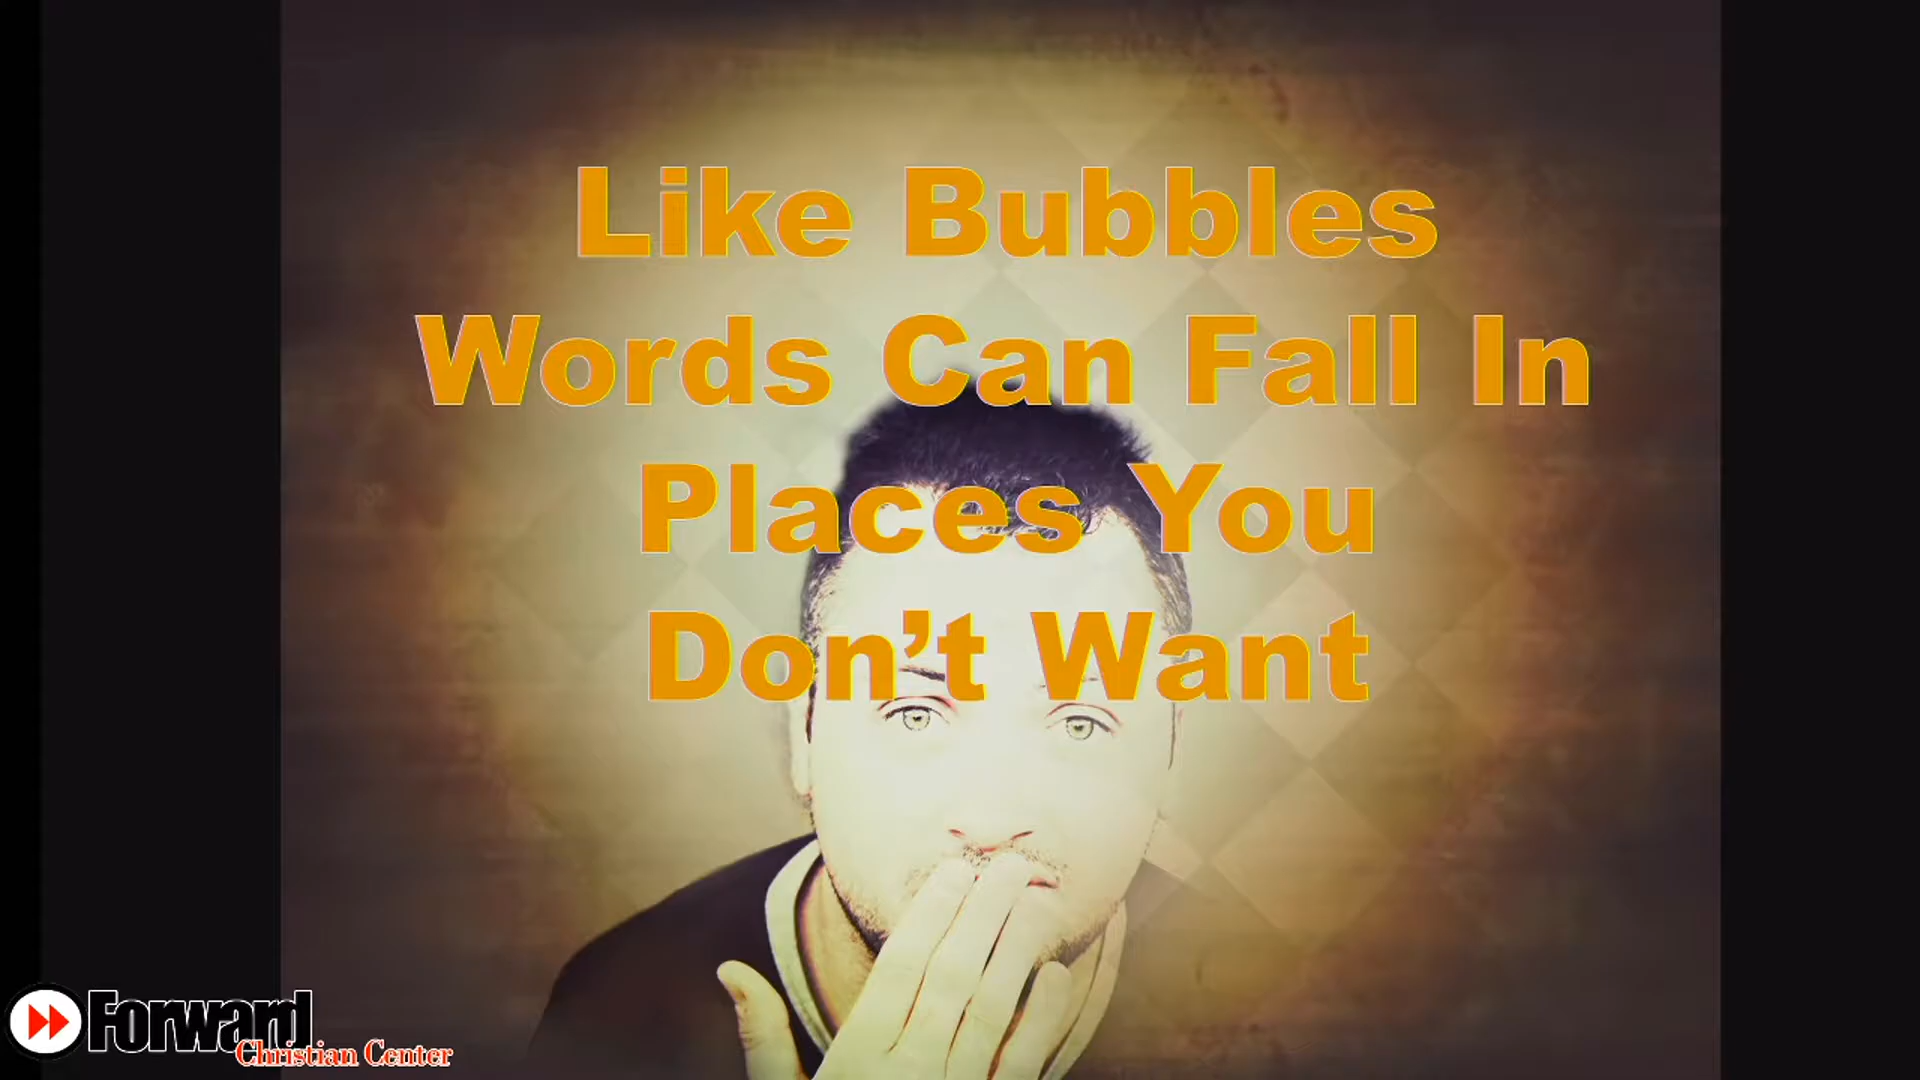 Like Bubbles
Words Can Fall In
Places You
Don’t Want
Forward
Christian Center